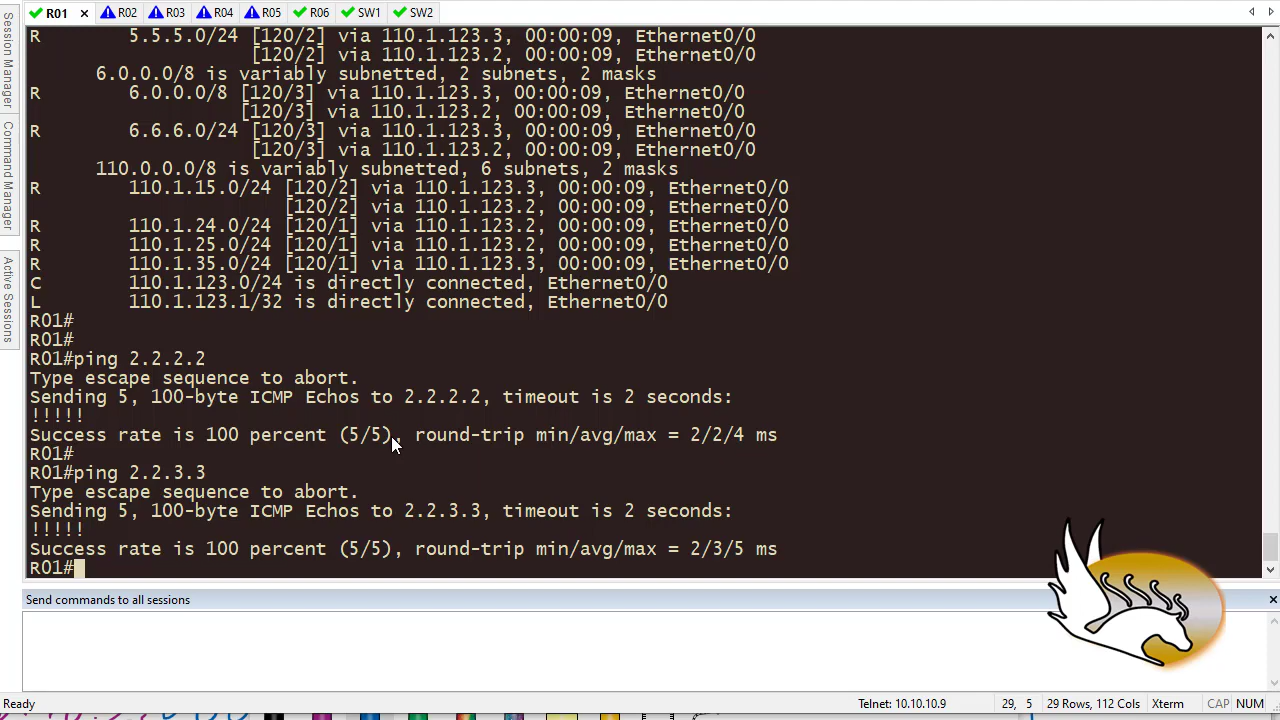 R01 × R02 R03 R04 R05 R06 SW1 SW2
Session Manager
Command Manager
Active Sessions
R 5.5.5.0/24 [120/2] via 110.1.123.3, 00:00:09, Ethernet0/0
[120/2] via 110.1.123.2, 00:00:09, Ethernet0/0
6.0.0.0/8 is variably subnetted, 2 subnets, 2 masks
R 6.0.0.0/8 [120/3] via 110.1.123.3, 00:00:09, Ethernet0/0
[120/3] via 110.1.123.2, 00:00:09, Ethernet0/0
R 6.6.6.0/24 [120/3] via 110.1.123.3, 00:00:09, Ethernet0/0
[120/3] via 110.1.123.2, 00:00:09, Ethernet0/0
110.0.0.0/8 is variably subnetted, 6 subnets, 2 masks
R 110.1.15.0/24 [120/2] via 110.1.123.3, 00:00:09, Ethernet0/0
[120/2] via 110.1.123.2, 00:00:09, Ethernet0/0
R 110.1.24.0/24 [120/1] via 110.1.123.2, 00:00:09, Ethernet0/0
R 110.1.25.0/24 [120/1] via 110.1.123.2, 00:00:09, Ethernet0/0
R 110.1.35.0/24 [120/1] via 110.1.123.3, 00:00:09, Ethernet0/0
C 110.1.123.0/24 is directly connected, Ethernet0/0
L 110.1.123.1/32 is directly connected, Ethernet0/0
R01#
R01#
R01#ping 2.2.2.2
Type escape sequence to abort.
Sending 5, 100-byte ICMP Echos to 2.2.2.2, timeout is 2 seconds:
!!!!!
Success rate is 100 percent (5/5), round-trip min/avg/max = 2/2/4 ms
R01#
R01#ping 2.2.3.3
Type escape sequence to abort.
Sending 5, 100-byte ICMP Echos to 2.2.3.3, timeout is 2 seconds:
!!!!!
Success rate is 100 percent (5/5), round-trip min/avg/max = 2/3/5 ms
R01#
Send commands to all sessions ×
Ready Telnet: 10.10.10.9 29, 5 29 Rows, 112 Cols Xterm CAP NUM